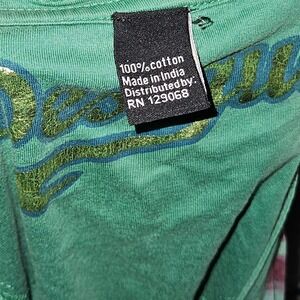 100%cotton
Made in India
Distributed by:
RN 129068